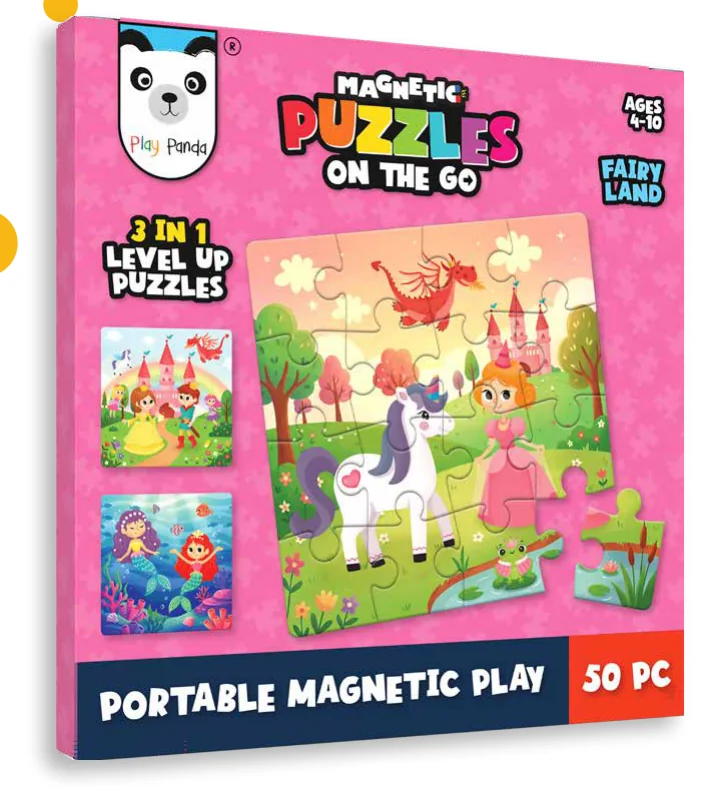 Play Panda
®
MAGNETIC
PUZZLES
ON THE GO
AGES
4-10
FAIRY
LAND
3 IN 1
LEVEL UP
PUZZLES
PORTABLE MAGNETIC PLAY
50 PC